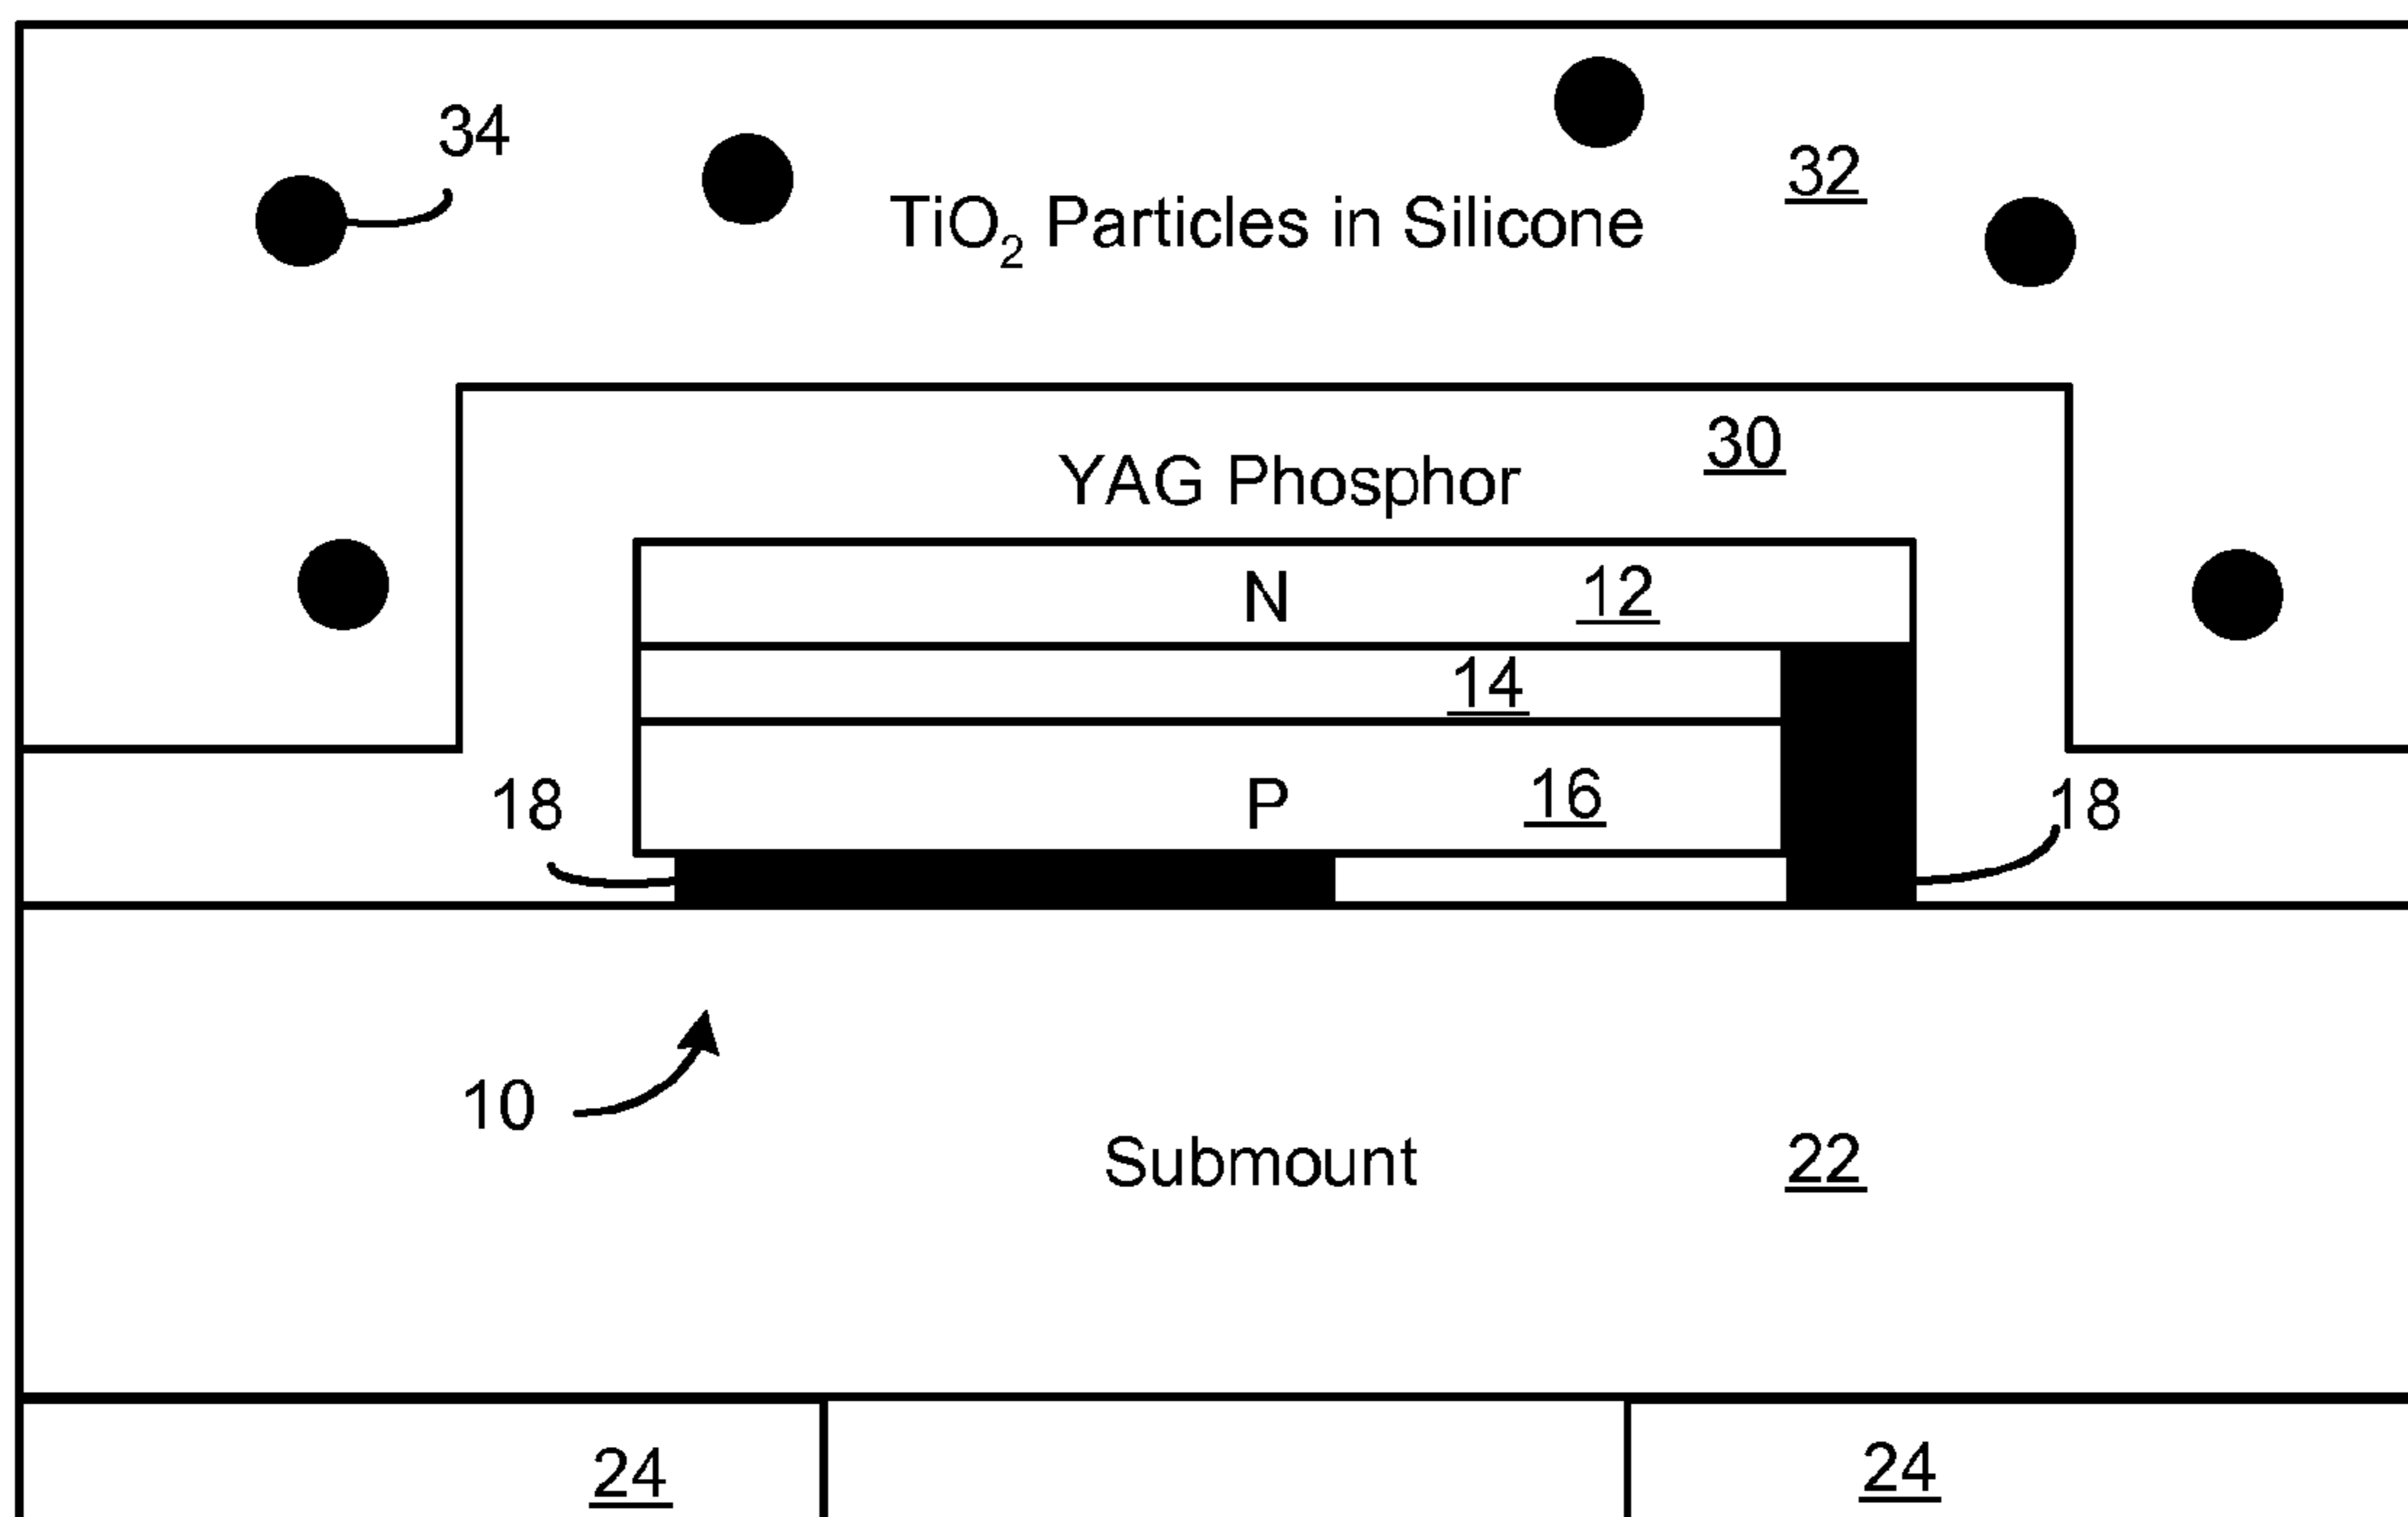 34
32
TiO₂ Particles in Silicone
30
YAG Phosphor
N 12
14
18 P 16 18
10
Submount 22
24 24